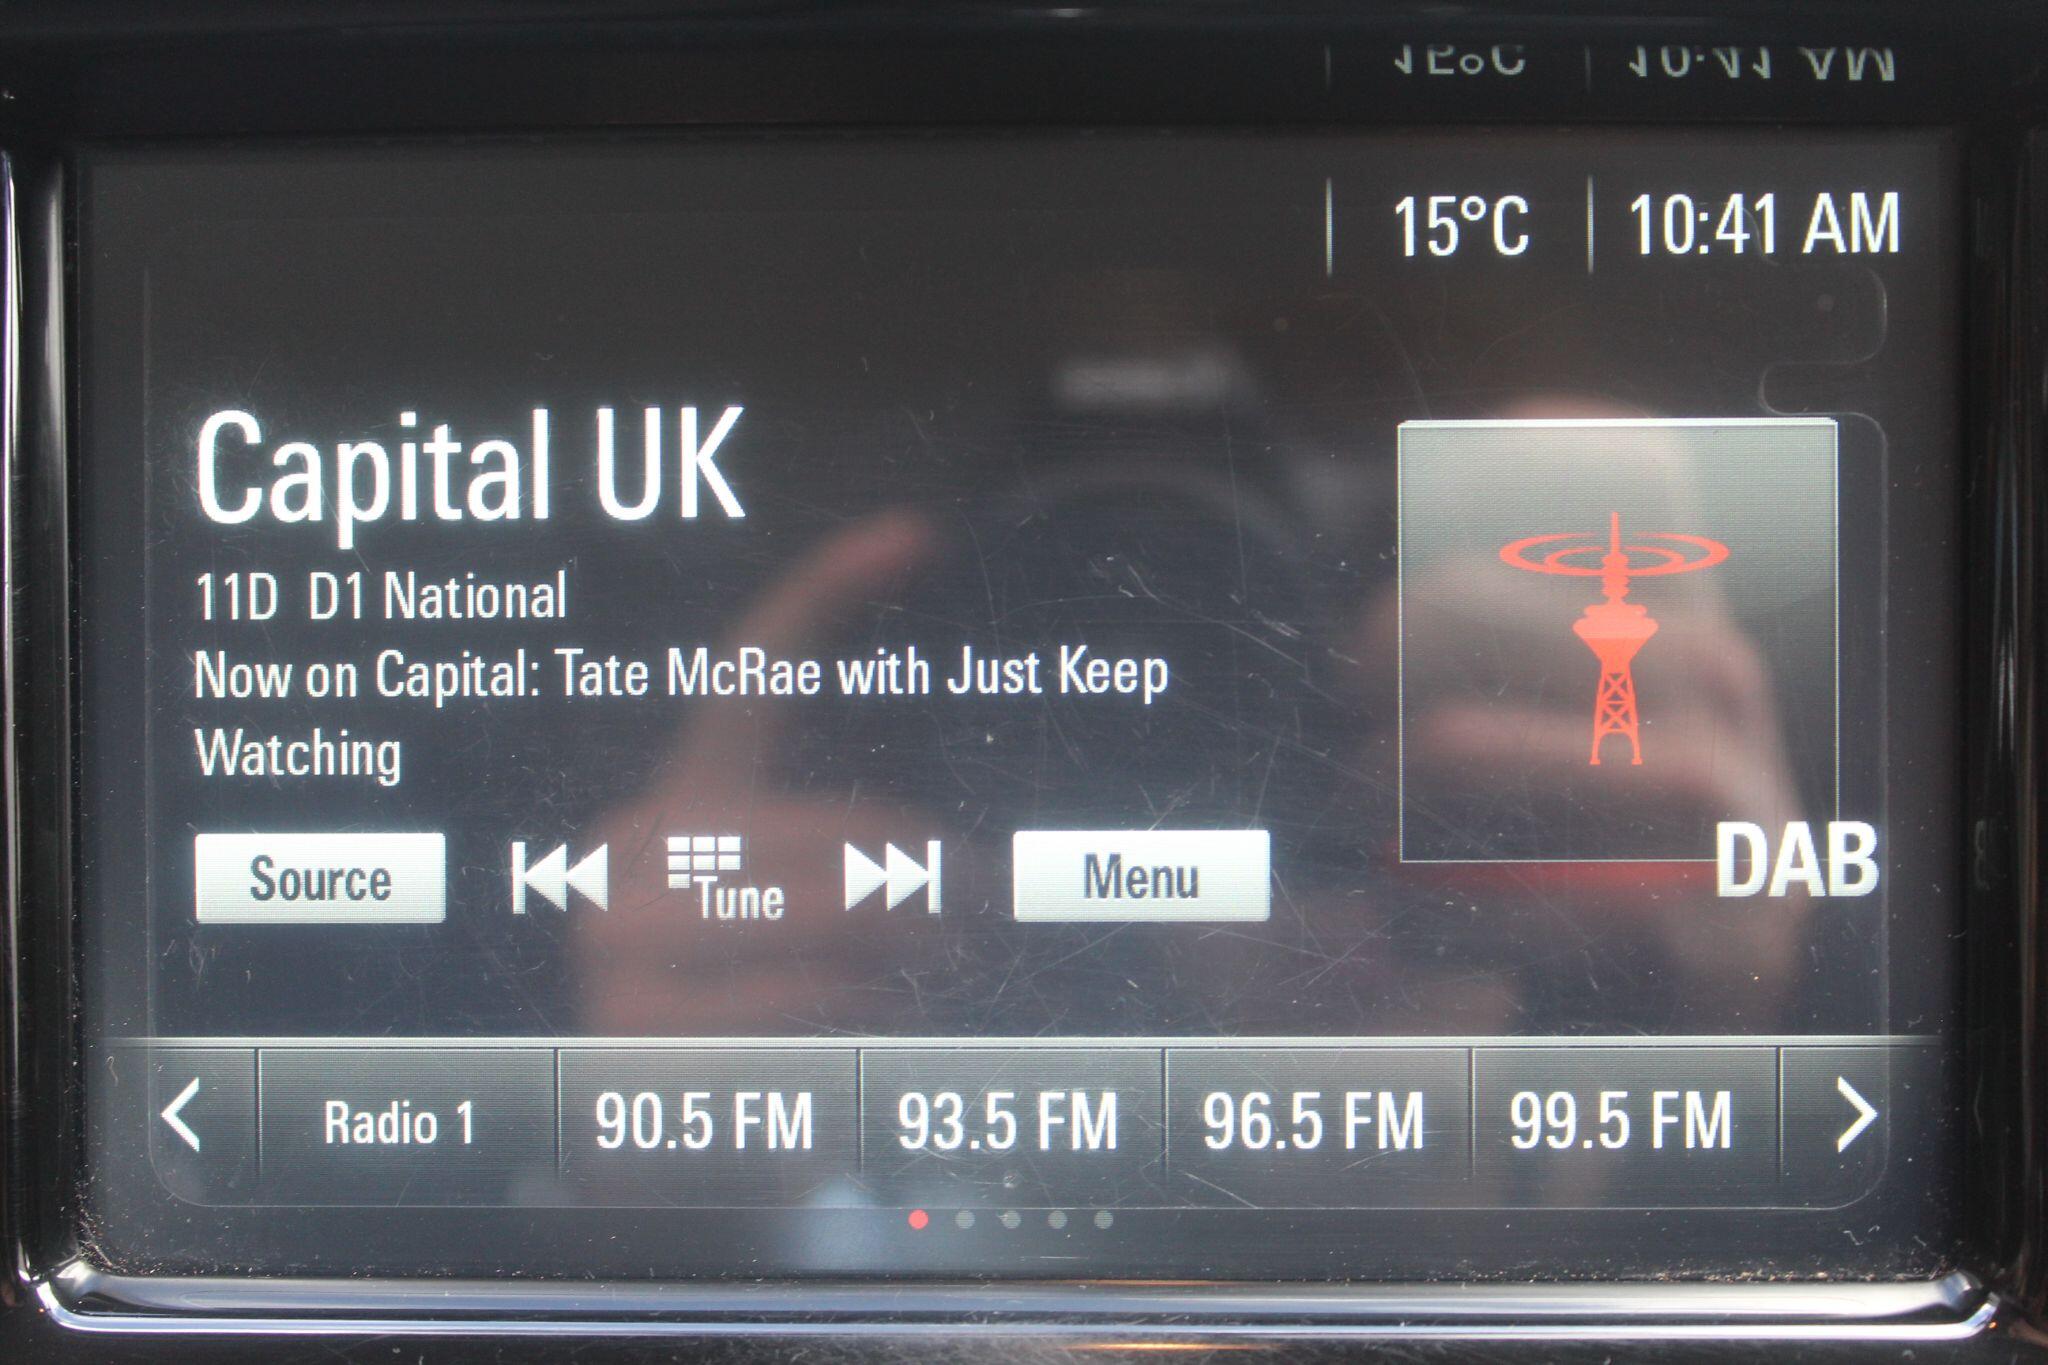 15°C 10:41 AM
Capital UK
11D D1 National
Now on Capital: Tate McRae with Just Keep
Watching
Source Tune Menu
DAB
Radio 1 90.5 FM 93.5 FM 96.5 FM 99.5 FM